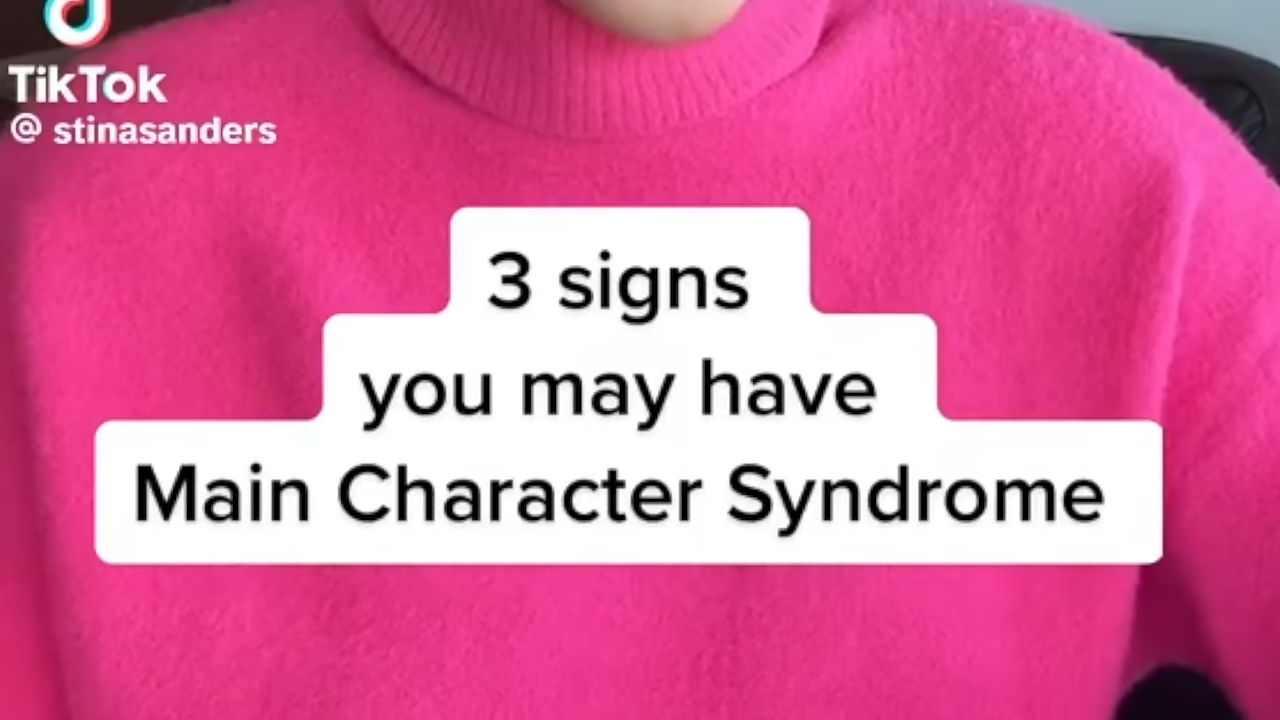 TikTok
@ stinasanders
3 signs
you may have
Main Character Syndrome